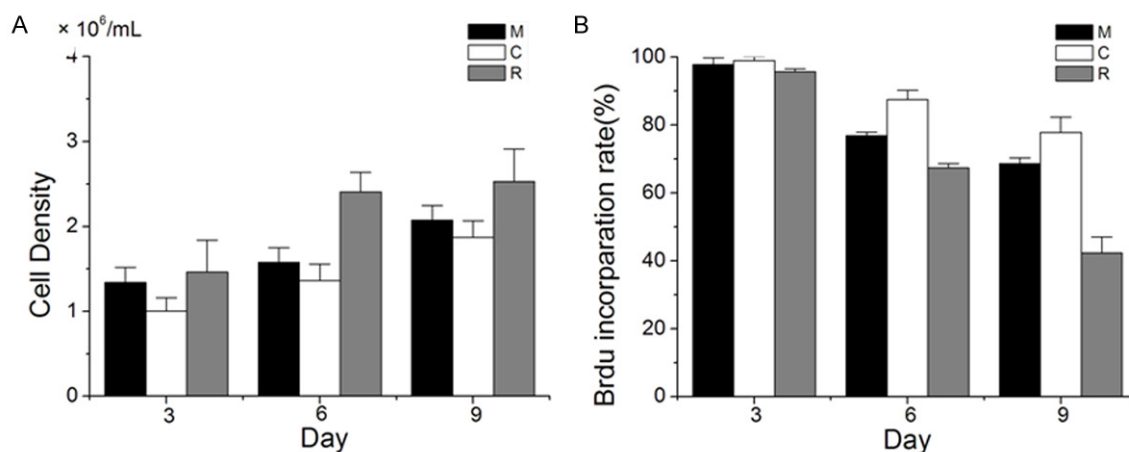 A
× 10⁶/mL
M
C
R
4
3
2
1
0
Cell Density
3 6 9
Day
B
M
C
R
100
80
60
40
20
0
Brdu incorparation rate(%)
3 6 9
Day